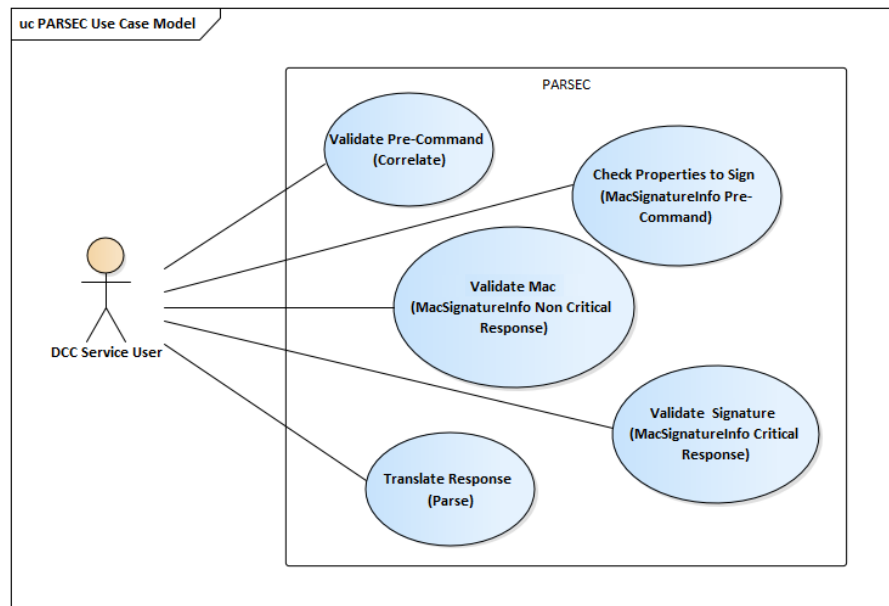 uc PARSEC Use Case Model
PARSEC
Validate Pre-Command
(Correlate)
Check Properties to Sign
(MacSignatureInfo Pre-
Command)
Validate Mac
(MacSignatureInfo Non Critical
Response)
DCC Service User
Validate  Signature
(MacSignatureInfo Critical
Response)
Translate Response
(Parse)